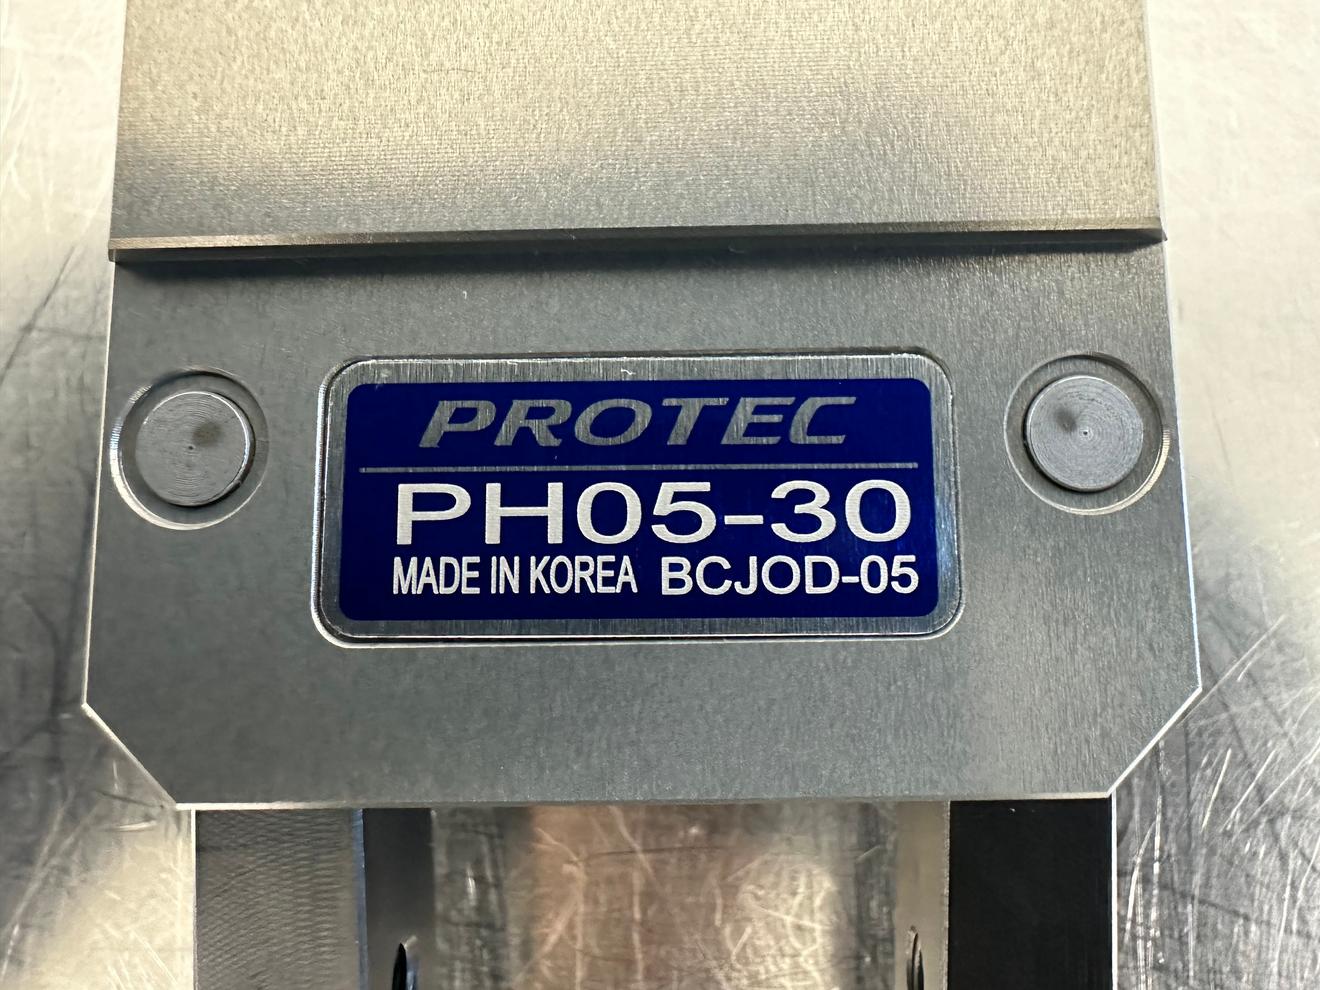 PROTEC
PH05-30
MADE IN KOREA BCJOD-05